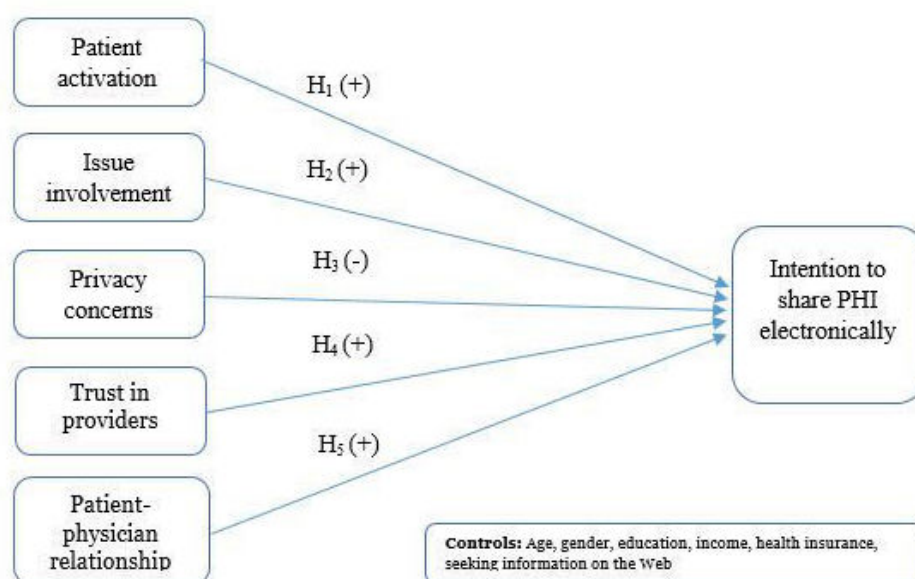 Patient
activation
H₁ (+)
Issue
involvement
H₂ (+)
Privacy
concerns
H₃ (-)
Trust in
providers
H₄ (+)
Patient-
physician
relationship
H₅ (+)
Intention to
share PHI
electronically
Controls: Age, gender, education, income, health insurance,
seeking information on the Web